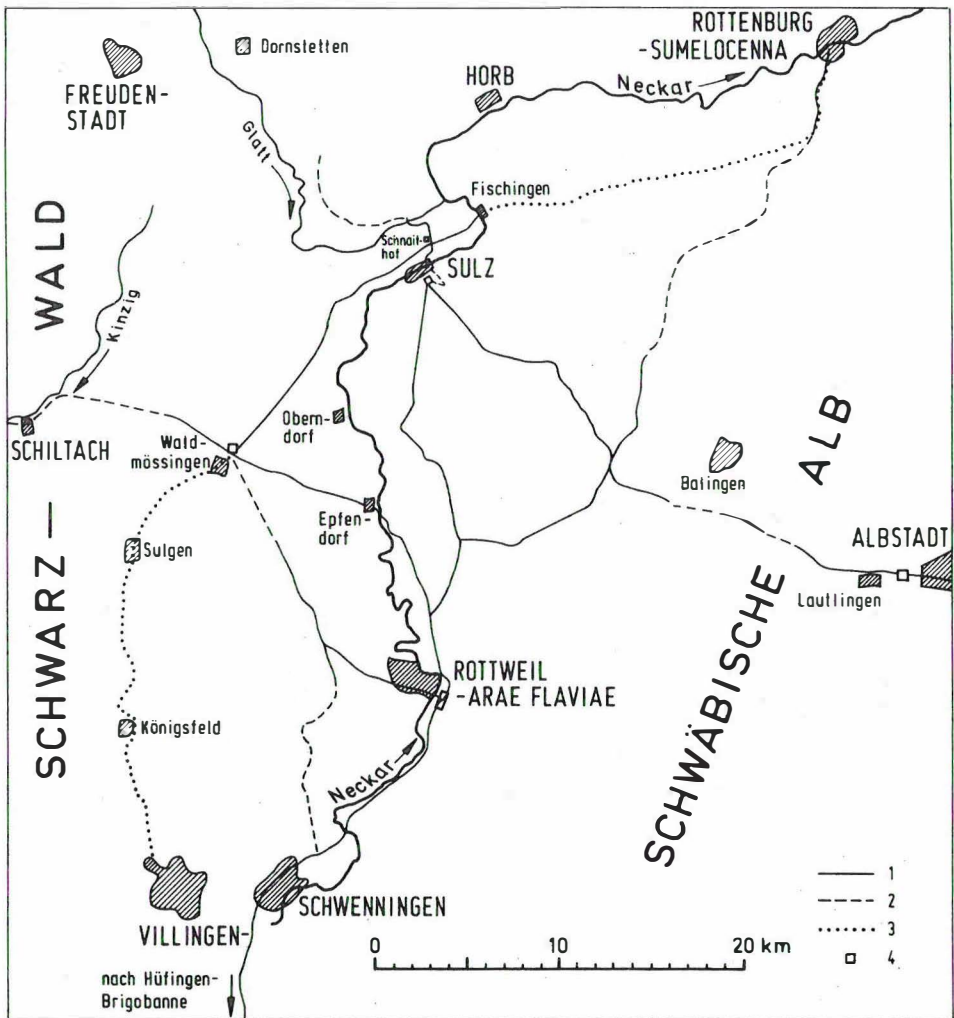 ROTTENBURG
-SUMELOCENNA
Dornstetten
FREUDEN-
STADT
HORB
Neckar
Glatt
Fischingen
Schnait-
hof
SULZ
WALD
Kinzig
Obern-
dorf
SCHILTACH
Wald-
mössingen
Balingen
ALB
Epfen-
dorf
ALBSTADT
Sulgen
Lautlingen
SCHWARZ —
ROTTWEIL
-ARAE FLAVIAE
SCHWÄBISCHE
Königsfeld
Neckar
SCHWENNINGEN
VILLINGEN-
1
2
3
4
0 10 20 km
nach Hüfingen-
Brigobanne